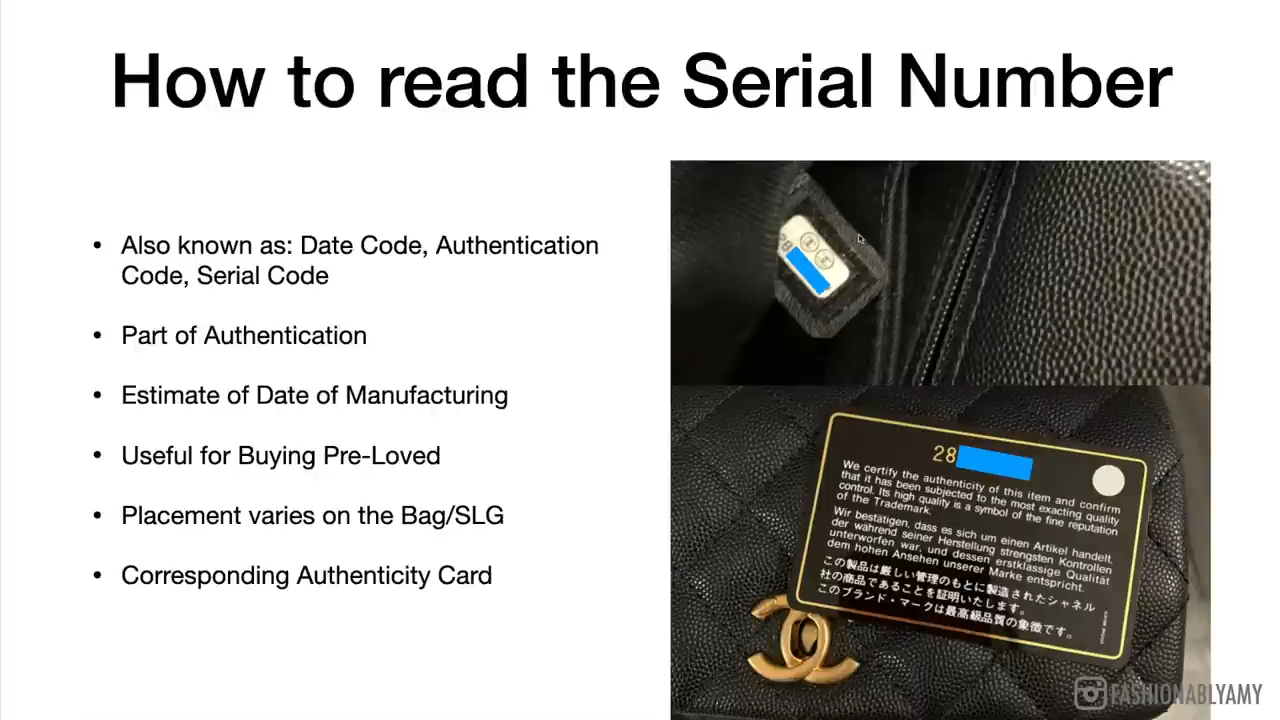 How to read the Serial Number
• Also known as: Date Code, Authentication
Code, Serial Code
• Part of Authentication
• Estimate of Date of Manufacturing
• Useful for Buying Pre-Loved
• Placement varies on the Bag/SLG
• Corresponding Authenticity Card
28
28
We certify the authenticity of this item and confirm
that it has been subjected to the most exacting quality
control. Its high quality is a symbol of the fine reputation
of the Trademark.
Wir bestätigen, dass es sich um einen Artikel handelt,
der während seiner Herstellung strengsten Kontrollen
unterworfen war, und dessen erstklassige Qualität
dem hohen Ansehen unserer Marke entspricht.
この製品は厳しい管理のもとに製造されたシャネル
社の商品であることを証明いたします。
このブランド・マークは最高級品質の象徴です。
FASHIONABLYAMY